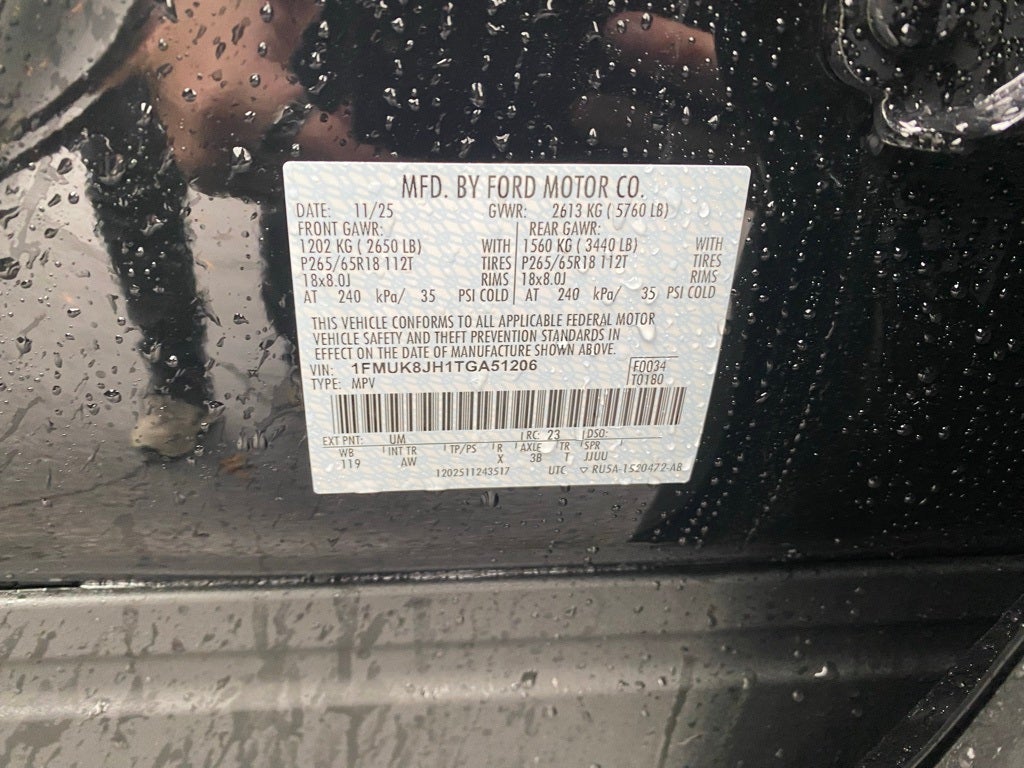 MFD. BY FORD MOTOR CO.
DATE: 11/25 GVWR: 2613 KG ( 5760 LB)
FRONT GAWR: REAR GAWR:
1202 KG ( 2650 LB) WITH 1560 KG ( 3440 LB) WITH
P265/65R18 112T TIRES P265/65R18 112T TIRES
18x8.0J RIMS 18x8.0J RIMS
AT 240 kPa/ 35 PSI COLD AT 240 kPa/ 35 PSI COLD
THIS VEHICLE CONFORMS TO ALL APPLICABLE FEDERAL MOTOR
VEHICLE SAFETY AND THEFT PREVENTION STANDARDS IN
EFFECT ON THE DATE OF MANUFACTURE SHOWN ABOVE.
VIN: 1FMUK8JH1TGA51206 F0034
TYPE: MPV T0180
EXT PNT: UM RC: 23 DSO:
WB INT TR TP/PS R AXLE TR SPR
119 AW X 38 T JJUU
1202511243517 UTC ▽ RU5A-1520472-AB